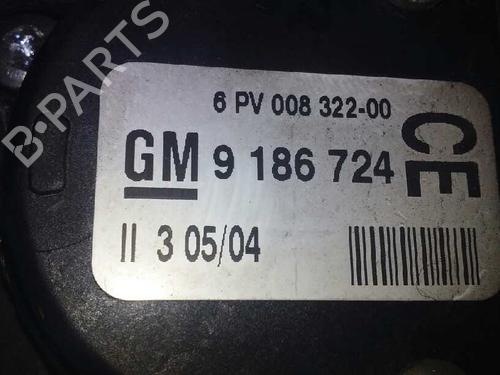 B-PARTS
6 PV 008 322-00
GM 9 186 724
CE
II 3 05/04